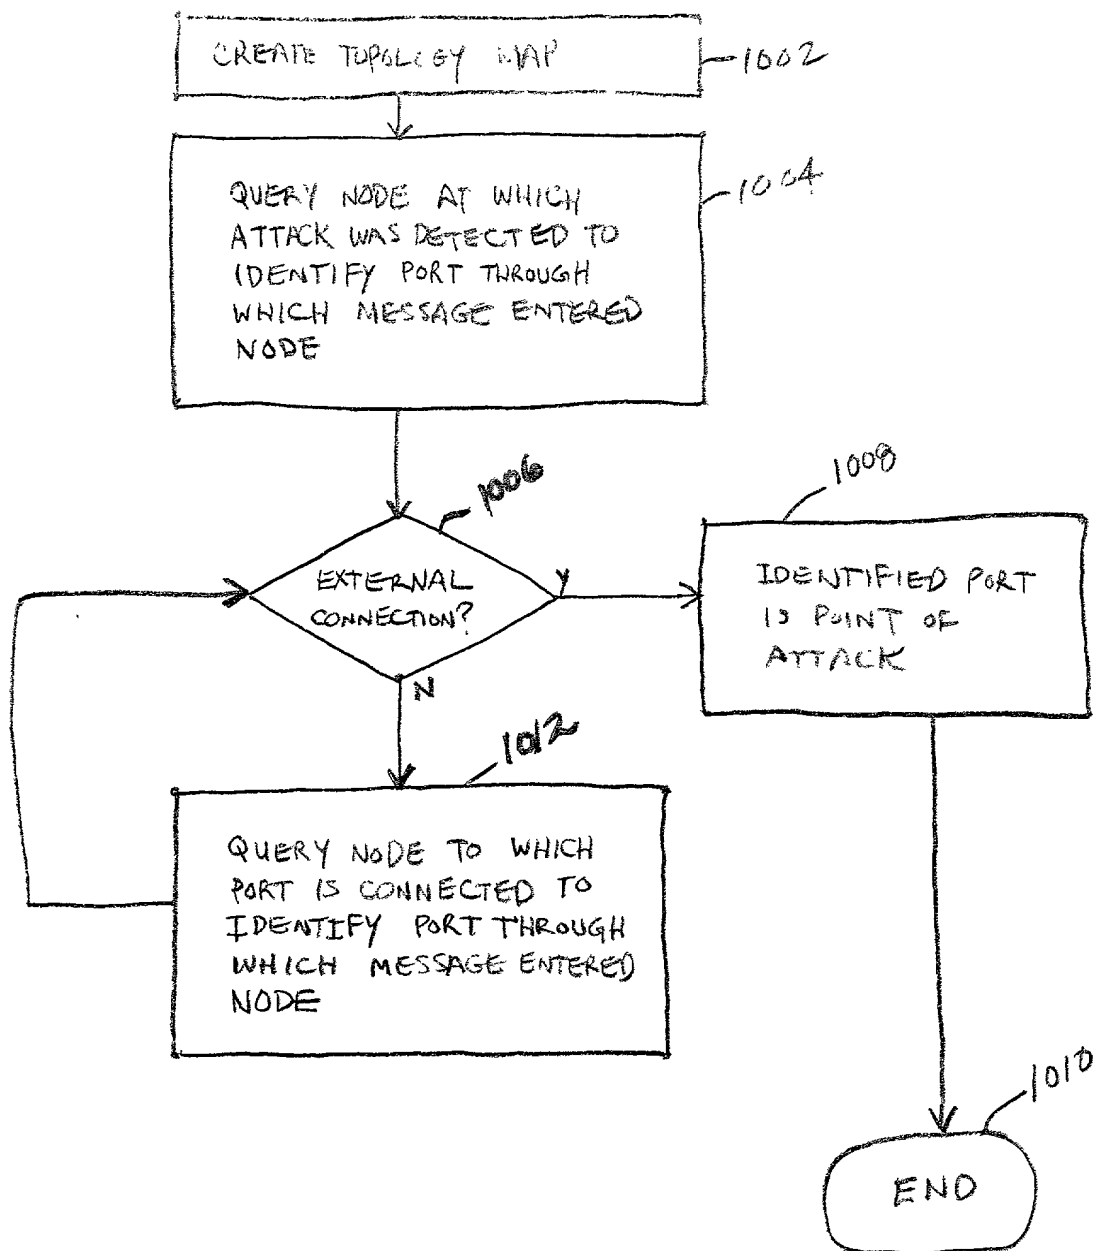 CREATE TOPOLOGY MAP
1002
QUERY NODE AT WHICH
ATTACK WAS DETECTED TO
IDENTIFY PORT THROUGH
WHICH MESSAGE ENTERED
NODE
1004
1006
EXTERNAL
CONNECTION?
Y
N
1008
IDENTIFIED PORT
IS POINT OF
ATTACK
1012
QUERY NODE TO WHICH
PORT IS CONNECTED TO
IDENTIFY PORT THROUGH
WHICH MESSAGE ENTERED
NODE
1010
END